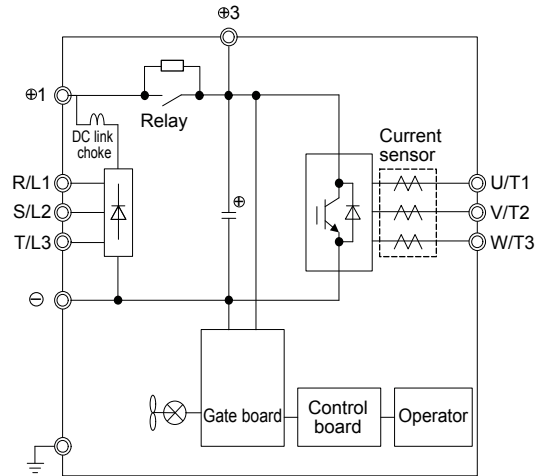 ⊕3
⊕1
Relay
DC link
choke
Current
sensor
R/L1
S/L2
T/L3
⊕
U/T1
V/T2
W/T3
⊖
Gate board
Control
board
Operator